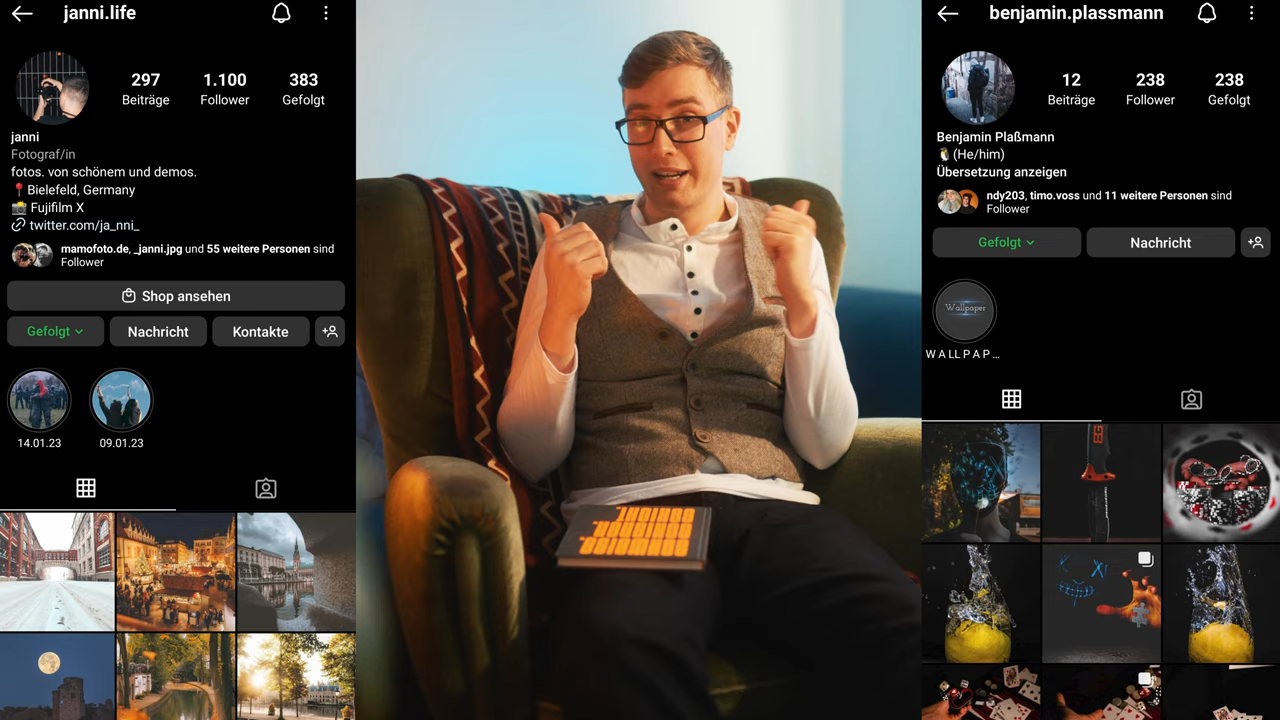 janni.life
297
1.100
383
Beiträge
Follower
Gefolgt
janni
Fotograf/in
fotos. von schönem und demos.
📍Bielefeld, Germany
📸 Fujifilm X
twitter.com/ja_nni_
mamofoto.de, _janni.jpg und 55 weitere Personen sind
Follower
Shop ansehen
Gefolgt
Nachricht
Kontakte
14.01.23
09.01.23
benjamin.plassmann
12
238
238
Beiträge
Follower
Gefolgt
Benjamin Plaßmann
🐧(He/him)
Übersetzung anzeigen
ndy203, timo.voss und 11 weitere Personen sind
Follower
Gefolgt
Nachricht
Wallpaper
W A L L P A P ...